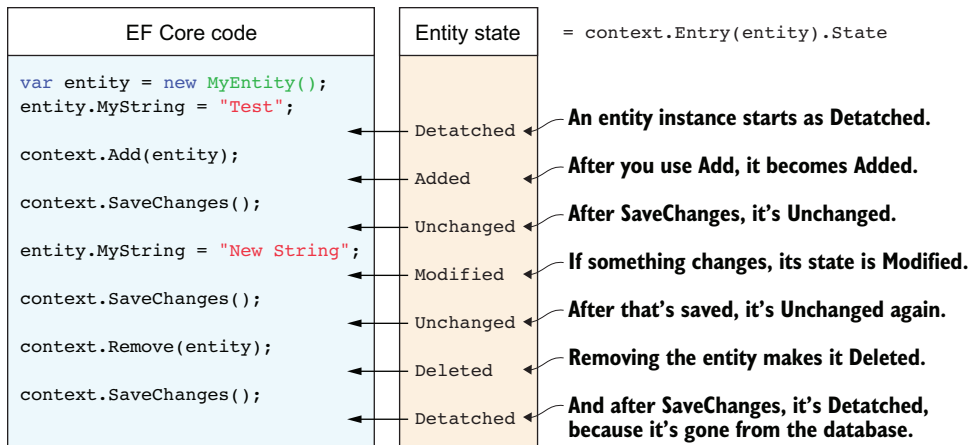 EF Core code
Entity state
= context.Entry(entity).State
var entity = new MyEntity();
entity.MyString = "Test";
Detatched
An entity instance starts as Detatched.
context.Add(entity);
Added
After you use Add, it becomes Added.
context.SaveChanges();
Unchanged
After SaveChanges, it's Unchanged.
entity.MyString = "New String";
Modified
If something changes, its state is Modified.
context.SaveChanges();
Unchanged
After that's saved, it's Unchanged again.
context.Remove(entity);
Deleted
Removing the entity makes it Deleted.
context.SaveChanges();
Detatched
And after SaveChanges, it's Detatched,
because it's gone from the database.